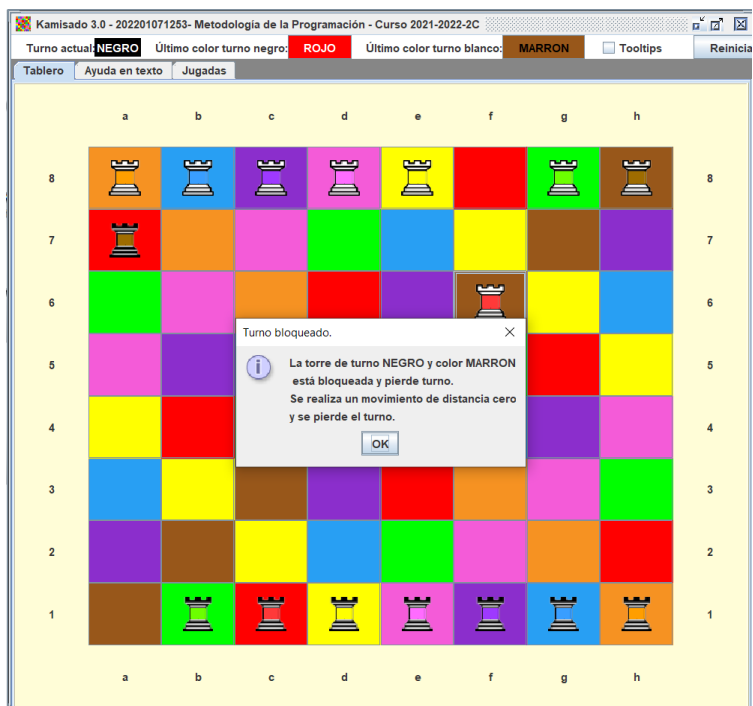 Kamisado 3.0 - 202201071253- Metodología de la Programación - Curso 2021-2022-2C
Turno actual: NEGRO Último color turno negro: ROJO Último color turno blanco: MARRON Tooltips Reinicia
Tablero Ayuda en texto Jugadas
a b c d e f g h
8 8
7 7
6 6
Turno bloqueado.
5 La torre de turno NEGRO y color MARRON 5
está bloqueada y pierde turno.
Se realiza un movimiento de distancia cero
4 y se pierde el turno. 4
OK
3 3
2 2
1 1
a b c d e f g h